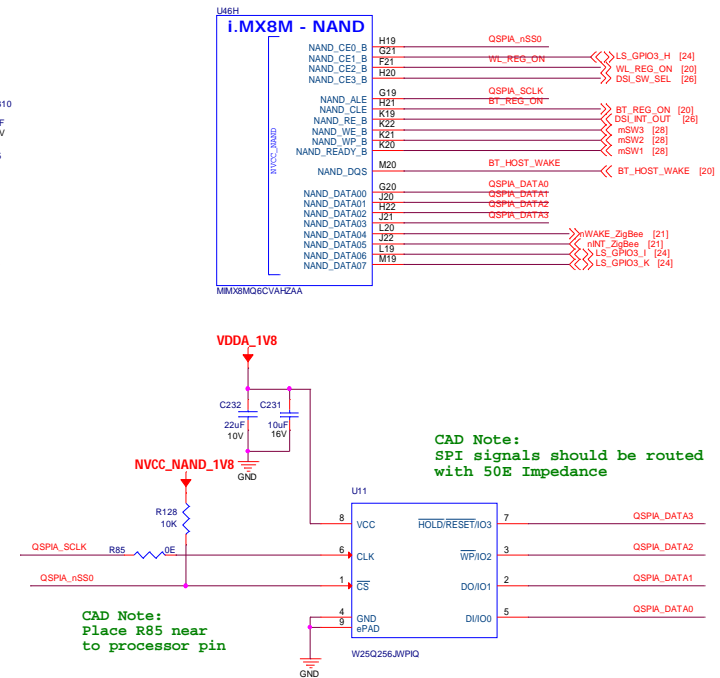 U46H
i.MX8M - NAND
NVCC_NAND
NAND_CE0_B H19 QSPIA_nSS0
NAND_CE1_B G21 LS_GPIO3_H [24]
NAND_CE2_B F21 WL_REG_ON WL_REG_ON [20]
NAND_CE3_B H20 DSI_SW_SEL [26]
NAND_ALE G19 QSPIA_SCLK
NAND_CLE H21 BT_REG_ON BT_REG_ON [20]
NAND_RE_B K19 DSI_INT_OUT [26]
NAND_WE_B K22 mSW3 [28]
NAND_WP_B K21 mSW2 [28]
NAND_READY_B K20 mSW1 [28]
NAND_DQS M20 BT_HOST_WAKE BT_HOST_WAKE [20]
NAND_DATA00 G20 QSPIA_DATA0
NAND_DATA01 J20 QSPIA_DATA1
NAND_DATA02 H22 QSPIA_DATA2
NAND_DATA03 J21 QSPIA_DATA3
NAND_DATA04 L20 nWAKE_ZigBee [21]
NAND_DATA05 J22 nINT_ZigBee [21]
NAND_DATA06 L19 LS_GPIO3_I [24]
NAND_DATA07 M19 LS_GPIO3_K [24]
MIMX8MQ6CVAHZAA
VDDA_1V8
C232 C231
22uF 10uF
10V 16V
GND
CAD Note:
SPI signals should be routed
with 50E Impedance
NVCC_NAND_1V8
R128
10K
U11
8 VCC HOLD/RESET/IO3 7 QSPIA_DATA3
QSPIA_SCLK R85 0E 6 CLK WP/IO2 3 QSPIA_DATA2
QSPIA_nSS0 1 CS DO/IO1 2 QSPIA_DATA1
4 GND DI/IO0 5 QSPIA_DATA0
9 ePAD
W25Q256JWPIQ
CAD Note:
Place R85 near
to processor pin
GND